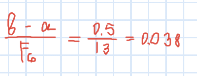 b - a / F₆ = 0.5 / 13 = 0.038